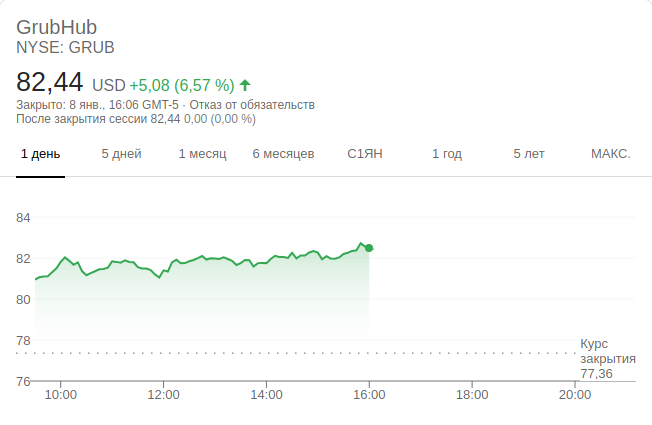 GrubHub
NYSE: GRUB
82,44 USD +5,08 (6,57 %)
Закрыто: 8 янв., 16:06 GMT-5 · Отказ от обязательств
После закрытия сессии 82,44 0,00 (0,00 %)
1 день 5 дней 1 месяц 6 месяцев С1ЯН 1 год 5 лет МАКС.
84
82
80
78
Курс
закрытия
77,36
76
10:00 12:00 14:00 16:00 18:00 20:00